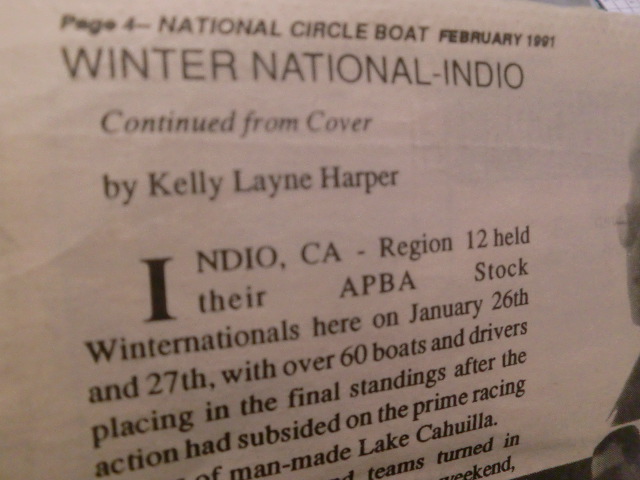 Page 4— NATIONAL CIRCLE BOAT FEBRUARY 1991
WINTER NATIONAL-INDIO
Continued from Cover
by Kelly Layne Harper
INDIO, CA - Region 12 held
their APBA Stock
Winternationals here on January 26th
and 27th, with over 60 boats and drivers
placing in the final standings after the
action had subsided on the prime racing
of man-made Lake Cahuilla.
teams turned in
weekend,